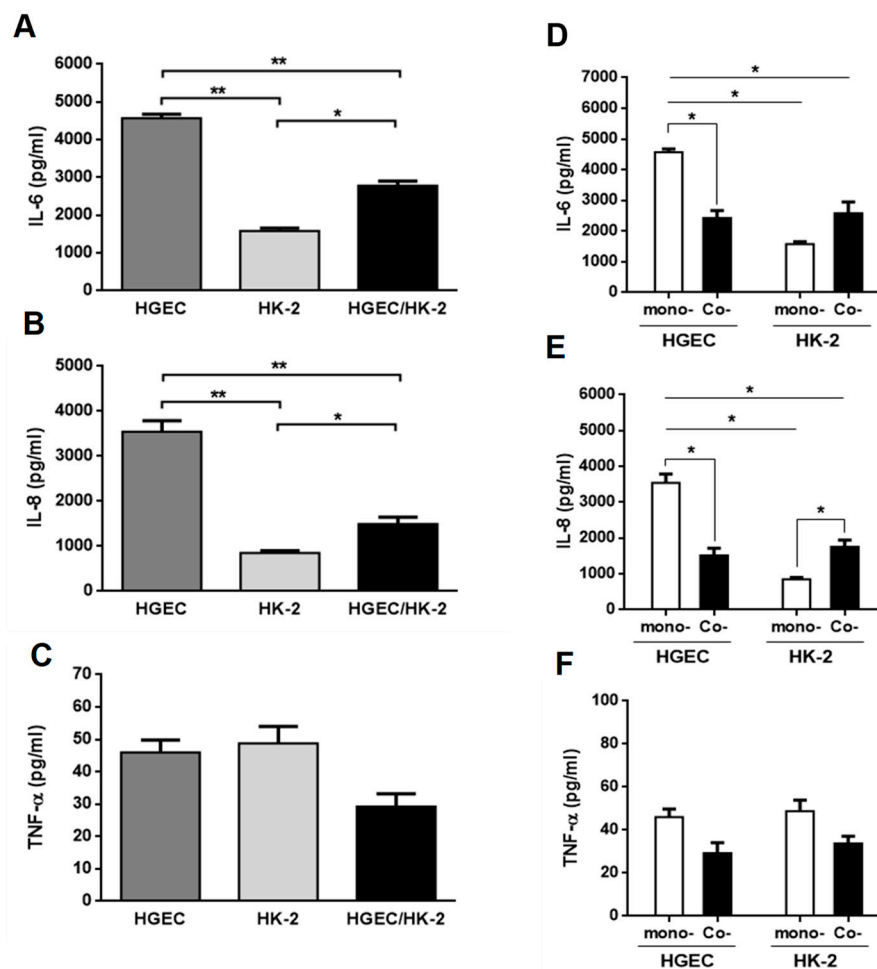 A
IL-6 (pg/ml)
6000
5000
4000
3000
2000
1000
0
**
**
*
HGEC HK-2 HGEC/HK-2
B
IL-8 (pg/ml)
5000
4000
3000
2000
1000
0
**
**
*
HGEC HK-2 HGEC/HK-2
C
TNF-α (pg/ml)
70
60
50
40
30
20
10
0
HGEC HK-2 HGEC/HK-2
D
IL-6 (pg/ml)
7000
6000
5000
4000
3000
2000
1000
0
*
*
*
mono- Co- mono- Co-
HGEC HK-2
E
IL-8 (pg/ml)
6000
5000
4000
3000
2000
1000
0
*
*
*
*
mono- Co- mono- Co-
HGEC HK-2
F
TNF-α (pg/ml)
100
80
60
40
20
0
mono- Co- mono- Co-
HGEC HK-2